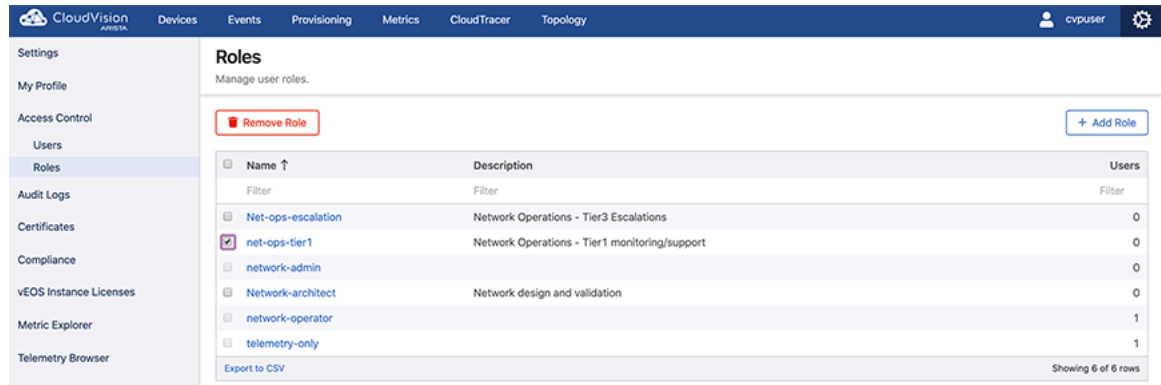 CloudVision Devices Events Provisioning Metrics CloudTracer Topology cvpuser
ARISTA
Settings
My Profile
Access Control
Users
Roles
Audit Logs
Certificates
Compliance
vEOS Instance Licenses
Metric Explorer
Telemetry Browser
Roles
Manage user roles.
Remove Role + Add Role
Name ↑ Description Users
Filter Filter Filter
Net-ops-escalation Network Operations - Tier3 Escalations 0
net-ops-tier1 Network Operations - Tier1 monitoring/support 0
network-admin 0
Network-architect Network design and validation 0
network-operator 1
telemetry-only 1
Export to CSV Showing 6 of 6 rows